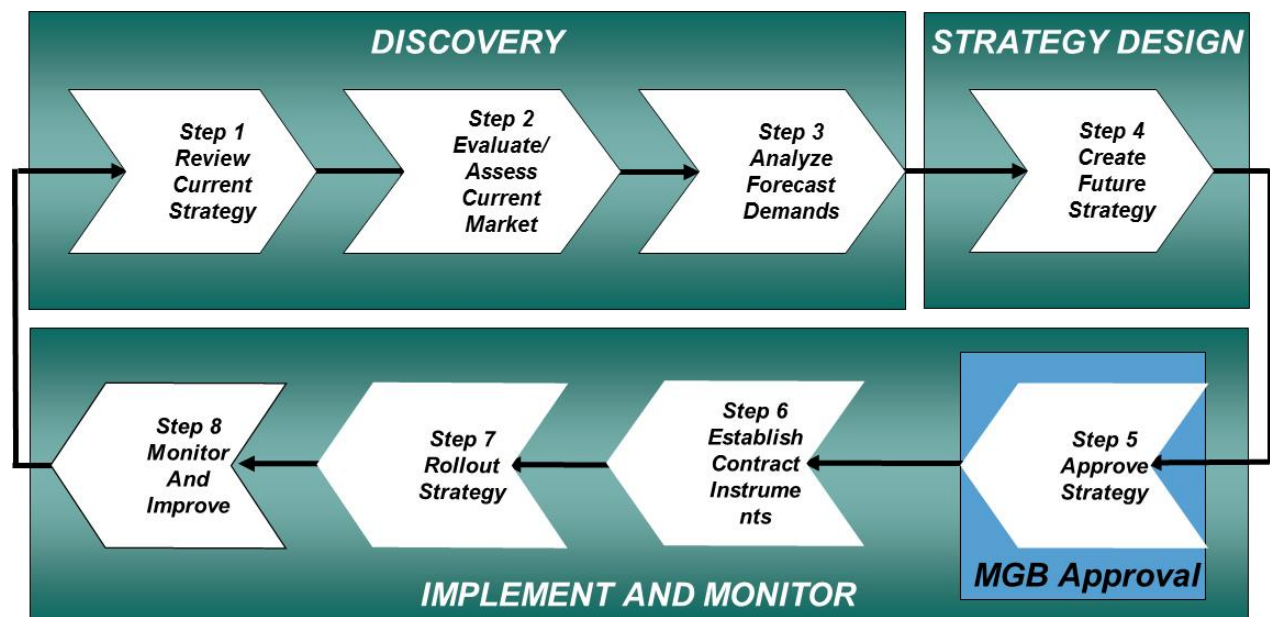 DISCOVERY
STRATEGY DESIGN
Step 1
Review
Current
Strategy
Step 2
Evaluate/
Assess
Current
Market
Step 3
Analyze
Forecast
Demands
Step 4
Create
Future
Strategy
Step 5
Approve
Strategy
MGB Approval
Step 6
Establish
Contract
Instrume
nts
Step 7
Rollout
Strategy
Step 8
Monitor
And
Improve
IMPLEMENT AND MONITOR